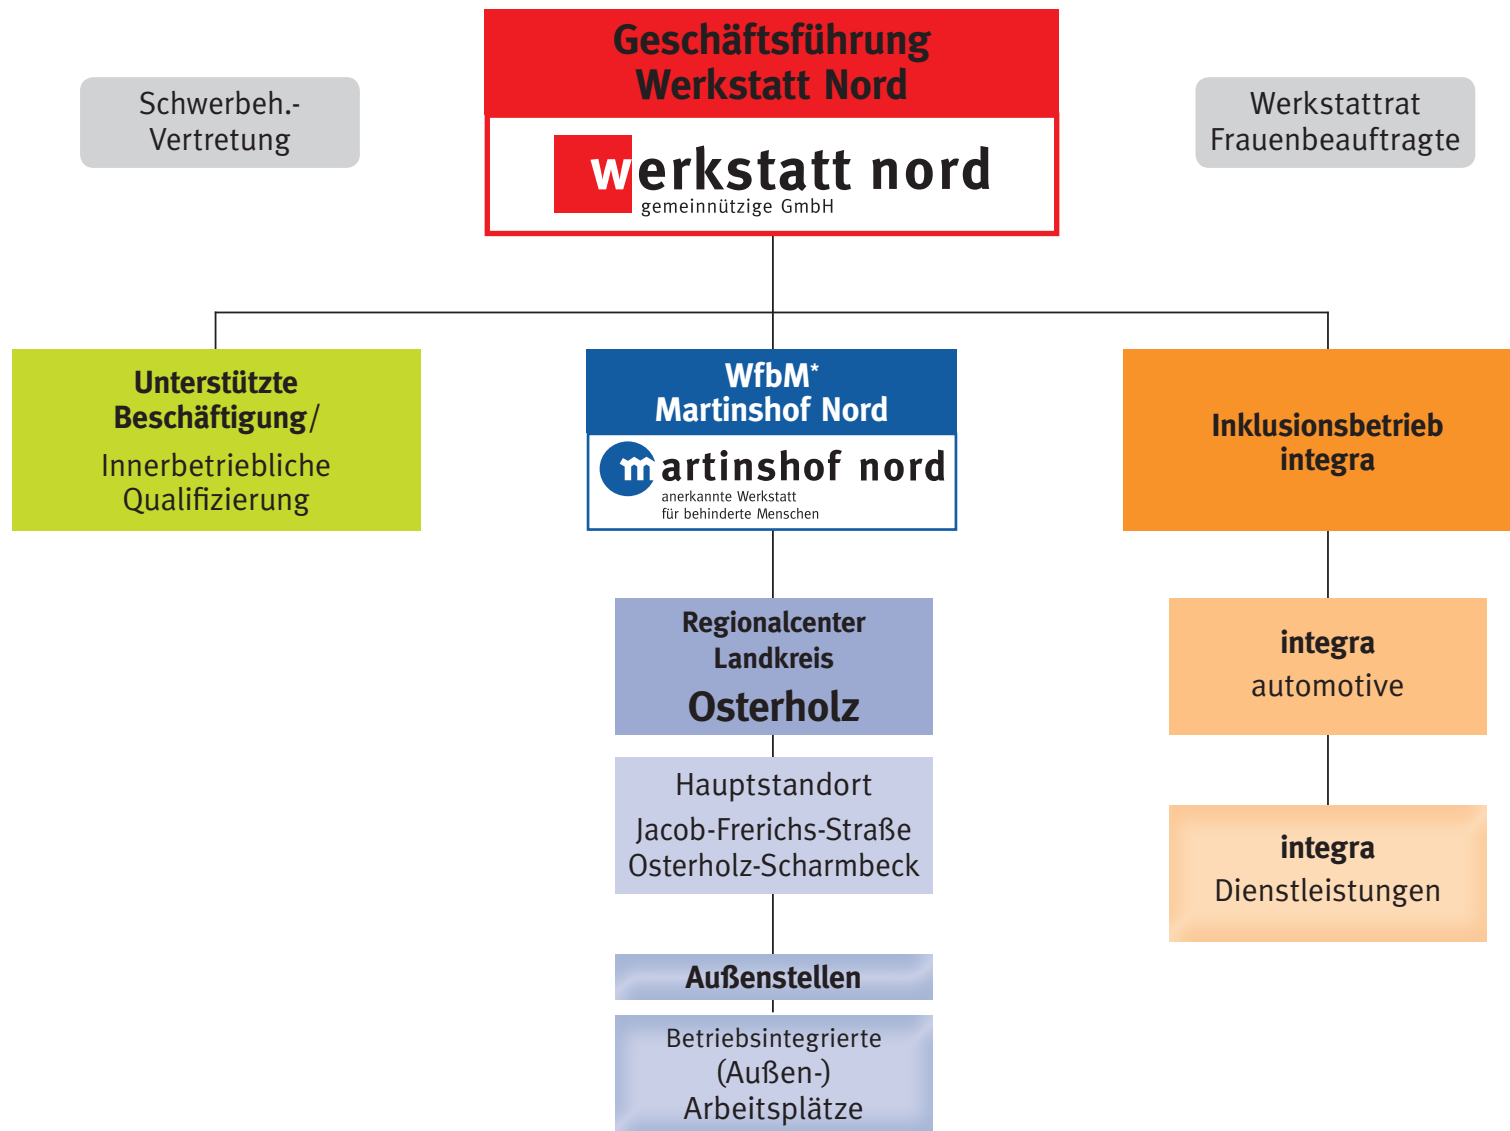 Geschäftsführung
Werkstatt Nord
werkstatt nord
gemeinnützige GmbH
Schwerbeh.-
Vertretung
Werkstattrat
Frauenbeauftragte
Unterstützte
Beschäftigung/
Innerbetriebliche
Qualifizierung
WfbM*
Martinshof Nord
martinshof nord
anerkannte Werkstatt
für behinderte Menschen
Inklusionsbetrieb
integra
Regionalcenter
Landkreis
Osterholz
Hauptstandort
Jacob-Frerichs-Straße
Osterholz-Scharmbeck
Außenstellen
Betriebsintegrierte
(Außen-)
Arbeitsplätze
integra
automotive
integra
Dienstleistungen